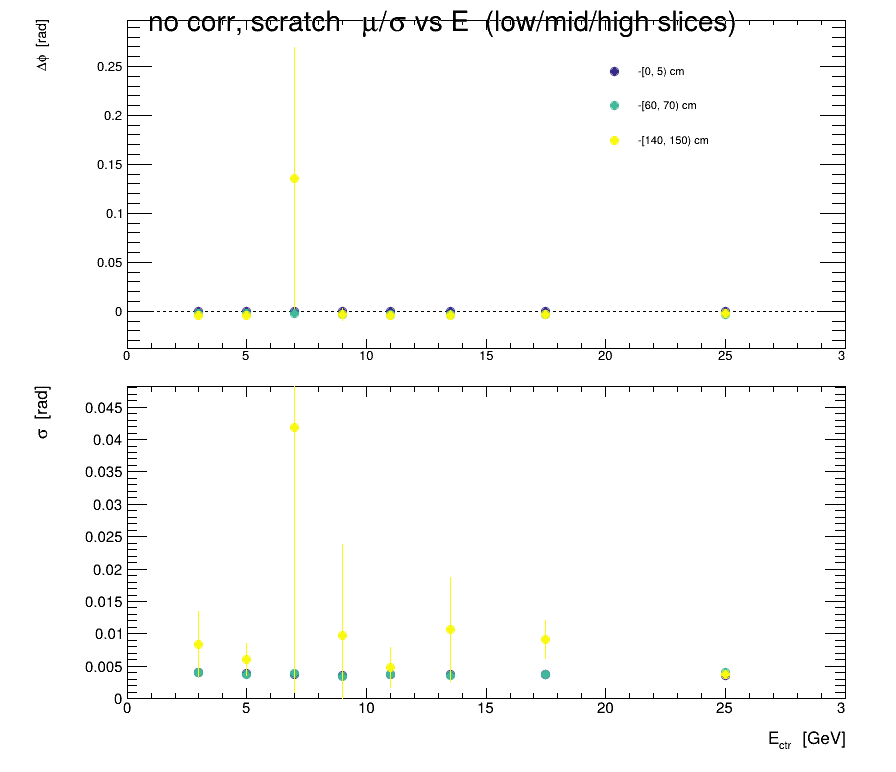 no corr, scratch μ/σ vs E (low/mid/high slices)
Δϕ [rad]
0.25
0.2
0.15
0.1
0.05
0
-[0, 5) cm
-[60, 70) cm
-[140, 150) cm
0 5 10 15 20 25 3
σ [rad]
0.045
0.04
0.035
0.03
0.025
0.02
0.015
0.01
0.005
0
0 5 10 15 20 25 3
E_ctr [GeV]